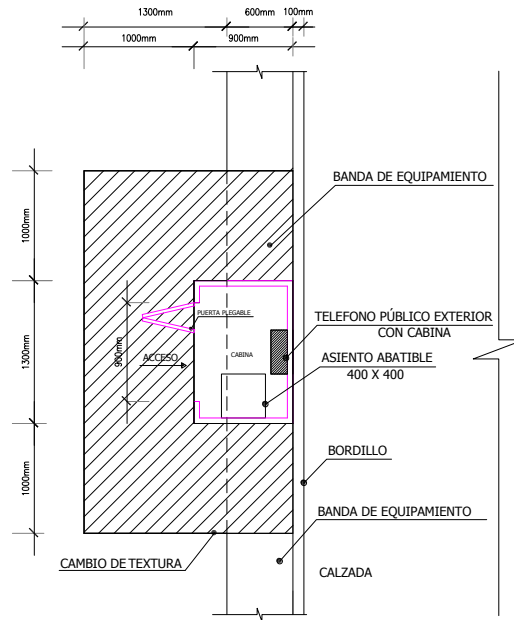 1300mm 600mm 100mm
1000mm 900mm
BANDA DE EQUIPAMIENTO
1000mm
PUERTA PLEGABLE
TELEFONO PÚBLICO EXTERIOR
CON CABINA
1300mm
900mm
ACCESO
CABINA
ASIENTO ABATIBLE
400 X 400
BORDILLO
1000mm
BANDA DE EQUIPAMIENTO
CAMBIO DE TEXTURA
CALZADA